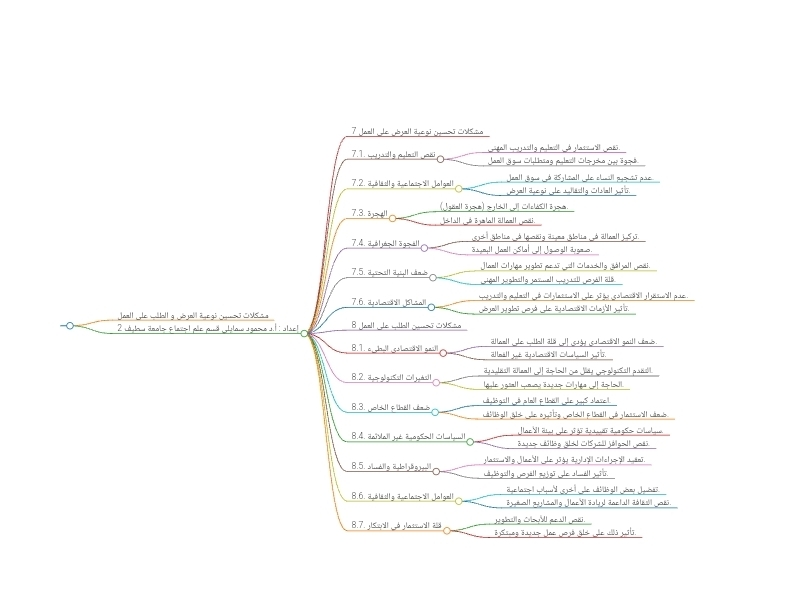 مشكلات تحسين نوعية العرض و الطلب على العمل
إعداد : أ.د محمود سمايلي قسم علم اجتماع جامعة سطيف 2
7 مشكلات تحسين نوعية العرض على العمل
7.1. نقص التعليم والتدريب
نقص الاستثمار في التعليم والتدريب المهني.
فجوة بين مخرجات التعليم ومتطلبات سوق العمل.
7.2. العوامل الاجتماعية والثقافية
عدم تشجيع النساء على المشاركة في سوق العمل.
تأثير العادات والتقاليد على نوعية العرض.
7.3. الهجرة
هجرة الكفاءات إلى الخارج (هجرة العقول).
نقص العمالة الماهرة في الداخل.
7.4. الفجوة الجغرافية
تركيز العمالة في مناطق معينة ونقصها في مناطق أخرى.
صعوبة الوصول إلى أماكن العمل البعيدة.
7.5. ضعف البنية التحتية
نقص المرافق والخدمات التي تدعم تطوير مهارات العمال.
قلة الفرص للتدريب المستمر والتطوير المهني.
7.6. المشاكل الاقتصادية
عدم الاستقرار الاقتصادي يؤثر على الاستثمارات في التعليم والتدريب.
تأثير الأزمات الاقتصادية على فرص تطوير العرض.
8 مشكلات تحسين الطلب على العمل
8.1. النمو الاقتصادي البطيء
ضعف النمو الاقتصادي يؤدي إلى قلة الطلب على العمالة.
تأثير السياسات الاقتصادية غير الفعالة.
8.2. التغيرات التكنولوجية
التقدم التكنولوجي يقلل من الحاجة إلى العمالة التقليدية.
الحاجة إلى مهارات جديدة يصعب العثور عليها.
8.3. ضعف القطاع الخاص
اعتماد كبير على القطاع العام في التوظيف.
ضعف الاستثمار في القطاع الخاص وتأثيره على خلق الوظائف.
8.4. السياسات الحكومية غير الملائمة
سياسات حكومية تقييدية تؤثر على بيئة الأعمال.
نقص الحوافز للشركات لخلق وظائف جديدة.
8.5. البيروقراطية والفساد
تعقيد الإجراءات الإدارية يؤثر على الأعمال والاستثمار.
تأثير الفساد على توزيع الفرص والتوظيف.
8.6. العوامل الاجتماعية والثقافية
تفضيل بعض الوظائف على أخرى لأسباب اجتماعية.
نقص الثقافة الداعمة لريادة الأعمال والمشاريع الصغيرة.
8.7. قلة الاستثمار في الابتكار
نقص الدعم للأبحاث والتطوير.
تأثير ذلك على خلق فرص عمل جديدة ومبتكرة.